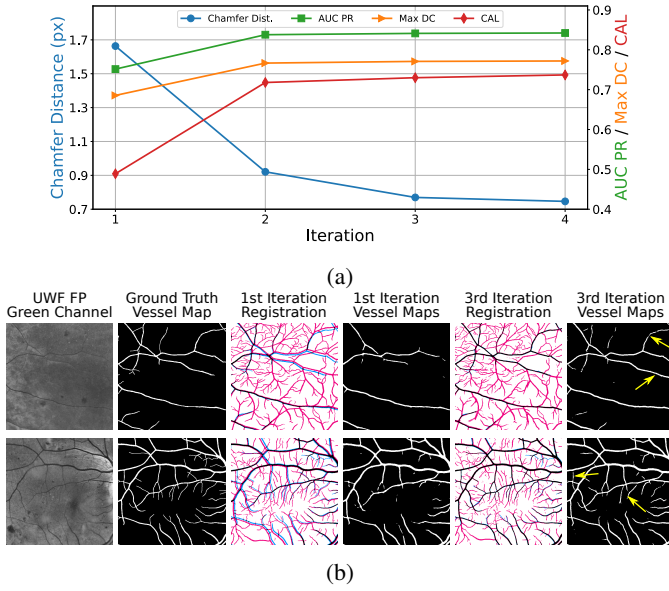 Chamfer Dist. AUC PR Max DC CAL
Chamfer Distance (px)
1.7
1.5
1.3
1.1
0.9
0.7
0.9
0.8
0.7
0.6
0.5
0.4
AUC PR / Max DC / CAL
1 2 3 4
Iteration
(a)
UWF FP Ground Truth 1st Iteration 1st Iteration 3rd Iteration 3rd Iteration
Green Channel Vessel Map Registration Vessel Maps Registration Vessel Maps
(b)